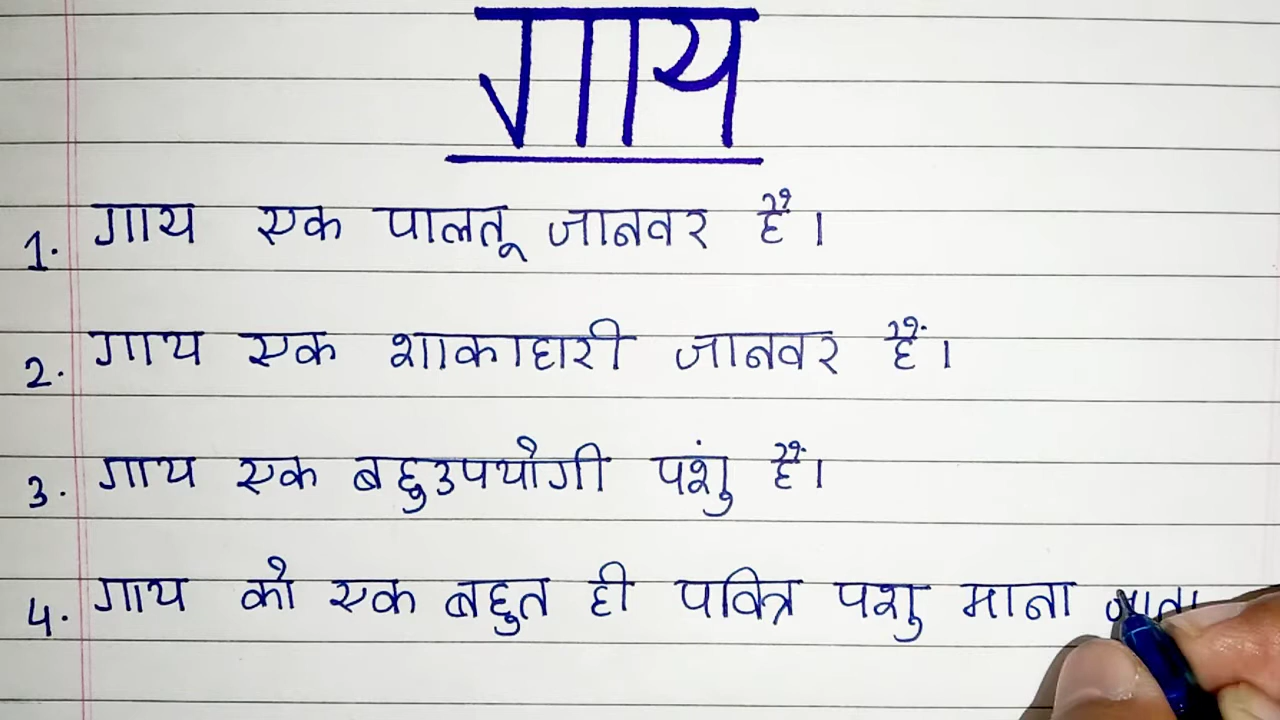 गाय
1. गाय एक पालतू जानवर हैं।
2. गाय एक शाकाहारी जानवर हैं।
3. गाय एक बहुउपयोगी पशुं हैं।
4. गाय को एक बहुत ही पवित्र पशु माना जाता